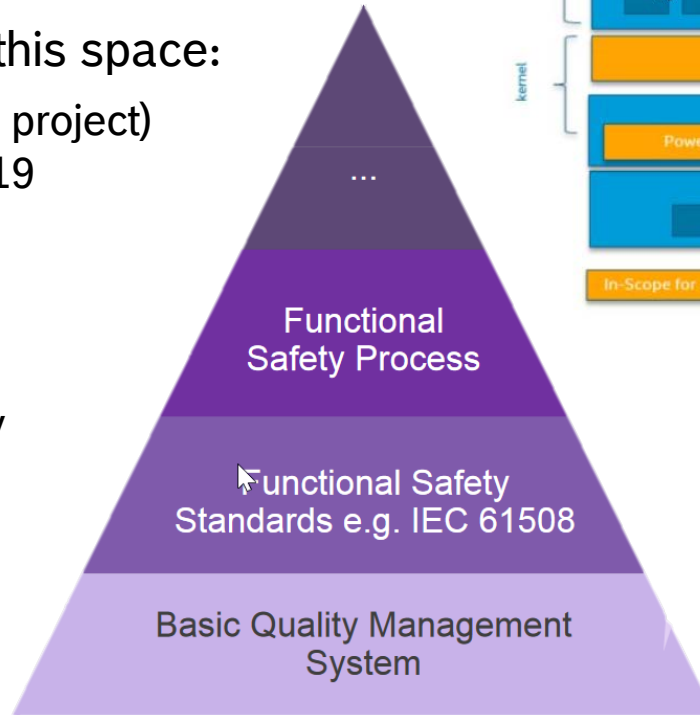 this space:
project)
19
kernel
Powe
In-Scope for
...
Functional
Safety Process
Functional Safety
Standards e.g. IEC 61508
Basic Quality Management
System